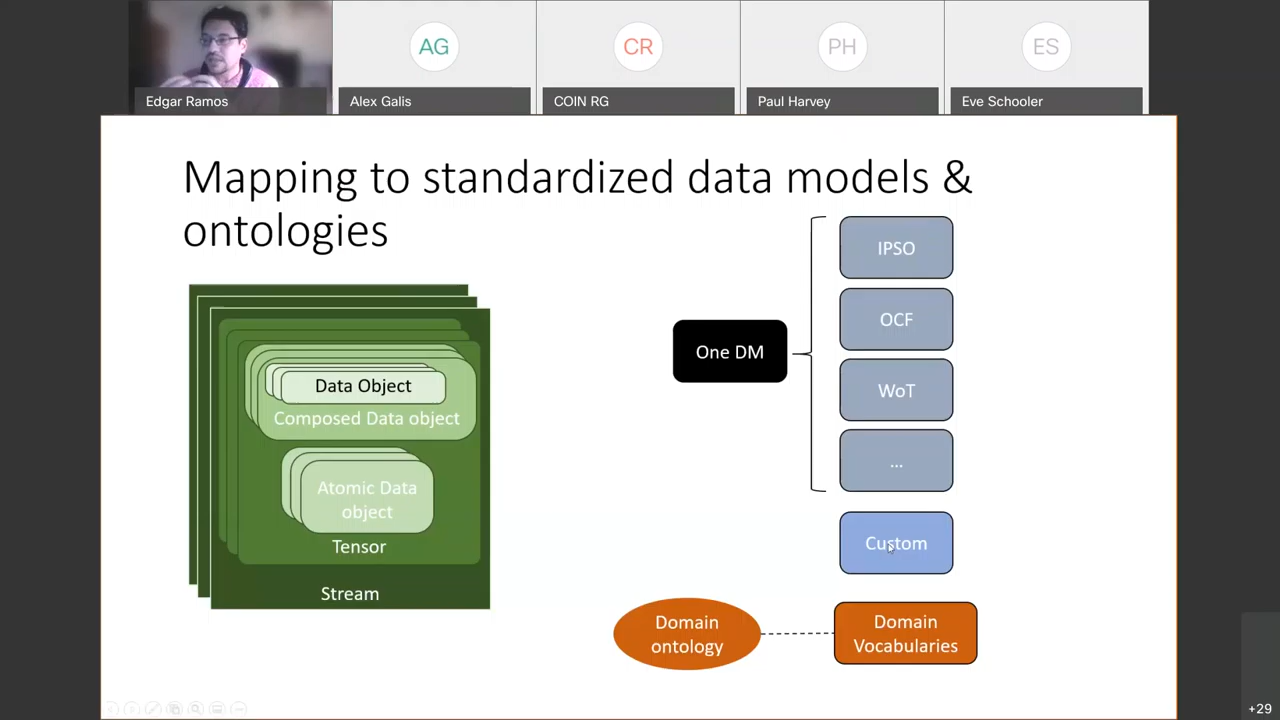 AG
CR
PH
ES
Edgar Ramos
Alex Galis
COIN RG
Paul Harvey
Eve Schooler
Mapping to standardized data models &
ontologies
IPSO
OCF
One DM
WoT
...
Custom
Data Object
Composed Data object
Atomic Data
object
Tensor
Stream
Domain
ontology
Domain
Vocabularies
+29